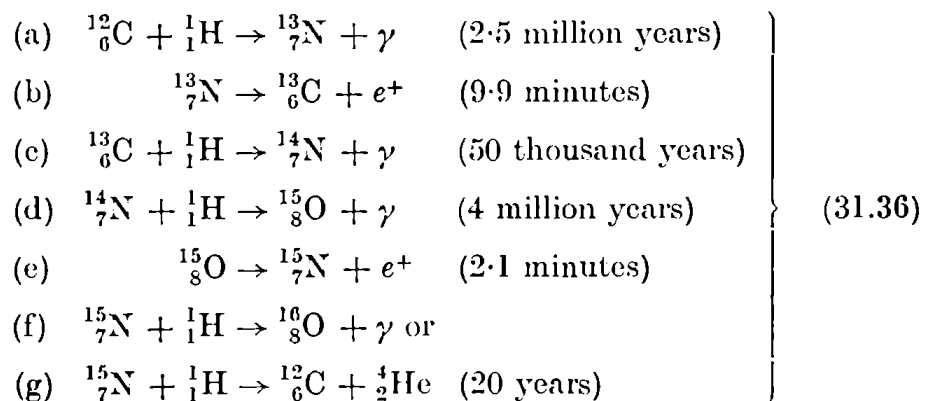 (a) ¹²₆C + ¹₁H → ¹³₇N + γ (2·5 million years)
(b) ¹³₇N → ¹³₆C + e⁺ (9·9 minutes)
(c) ¹³₆C + ¹₁H → ¹⁴₇N + γ (50 thousand years)
(d) ¹⁴₇N + ¹₁H → ¹⁵₈O + γ (4 million years)
(e) ¹⁵₈O → ¹⁵₇N + e⁺ (2·1 minutes)
(f) ¹⁵₇N + ¹₁H → ¹⁶₈O + γ or
(g) ¹⁵₇N + ¹₁H → ¹²₆C + ⁴₂He (20 years)
(31.36)